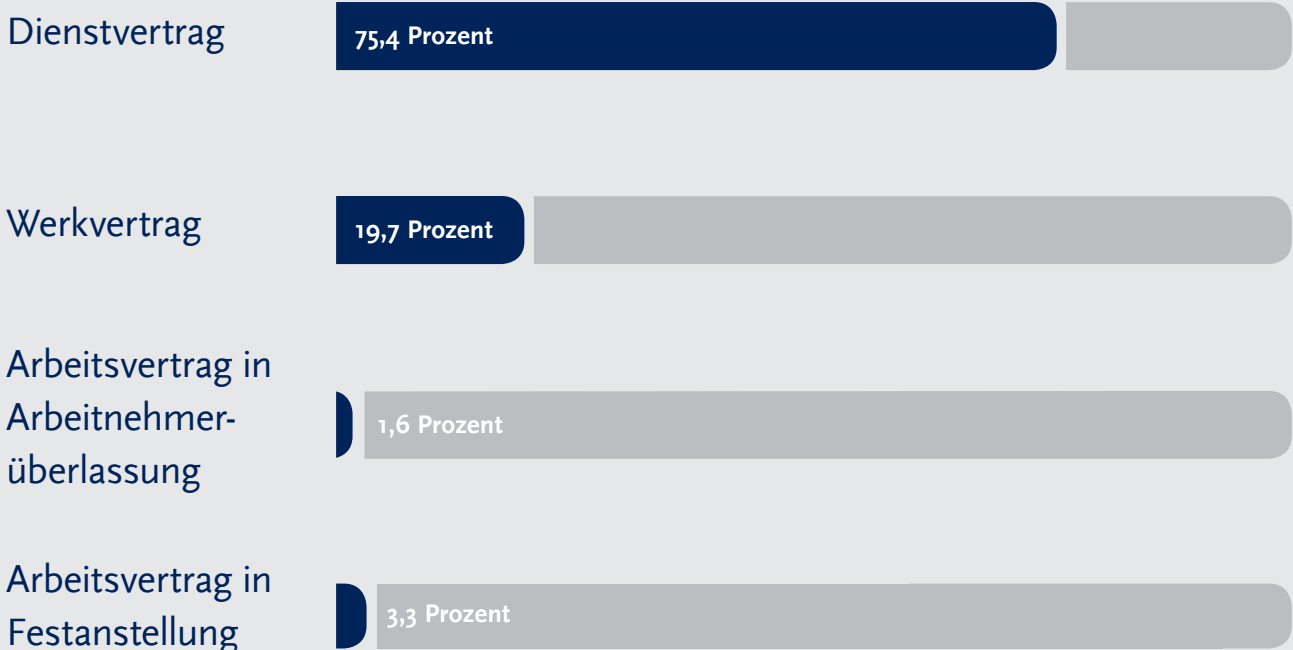 Dienstvertrag
75,4 Prozent
Werkvertrag
19,7 Prozent
Arbeitsvertrag in
Arbeitnehmer-
überlassung
1,6 Prozent
Arbeitsvertrag in
Festanstellung
3,3 Prozent